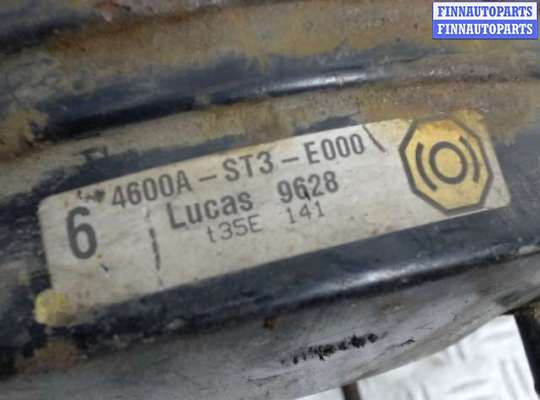 FINNAUTOPARTS
FINNAUTOPARTS
6 4600A-ST3-E000
Lucas 9628
t35E 141